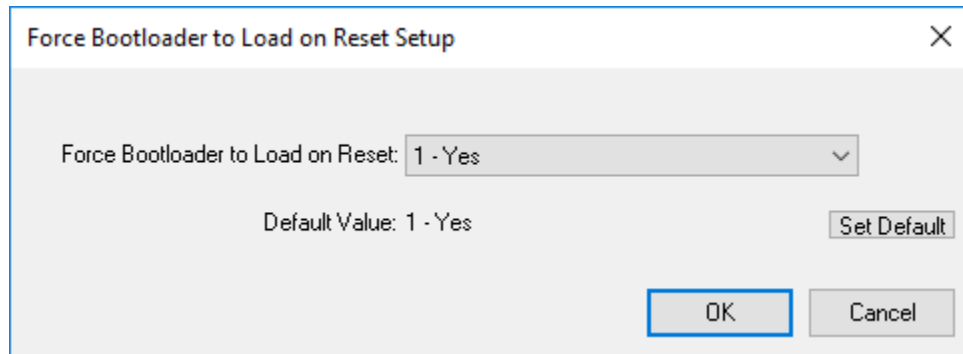 Force Bootloader to Load on Reset Setup
Force Bootloader to Load on Reset: 1 - Yes
Default Value: 1 - Yes
Set Default
OK
Cancel